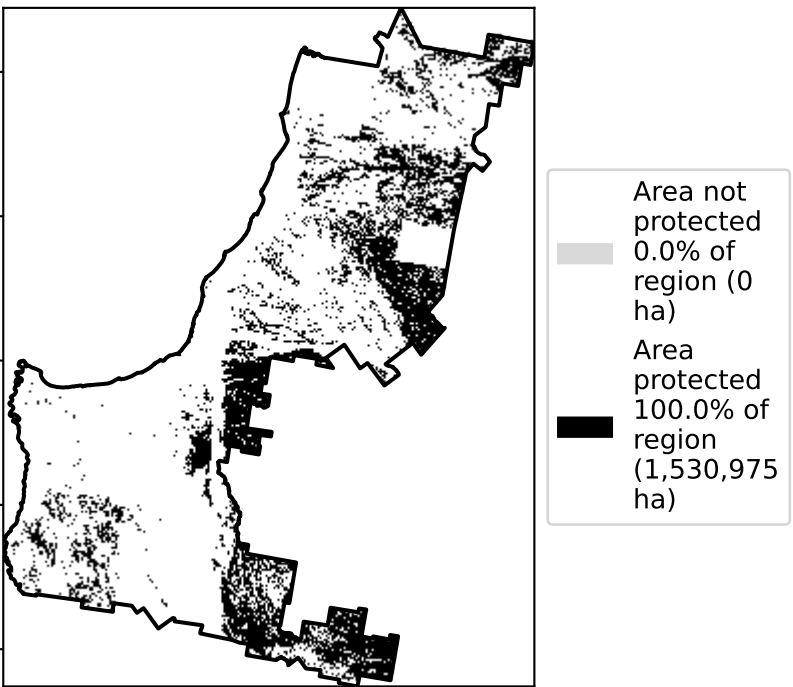 Area not
protected
0.0% of
region (0
ha)
Area
protected
100.0% of
region
(1,530,975
ha)